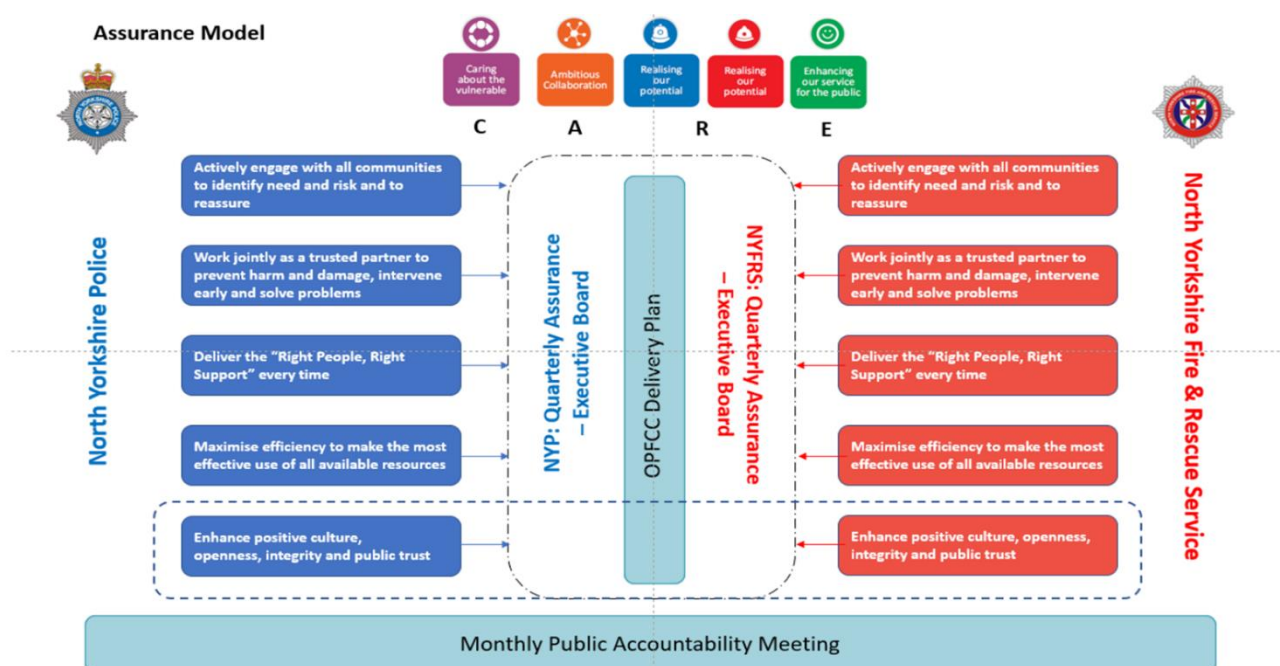 Assurance Model
Caring
about the
vulnerable
Ambitious
Collaboration
Realising
our
potential
Realising
our
potential
Enhancing
our service
for the public
C
A
R
E
North Yorkshire Police
Actively engage with all communities
to identify need and risk and to
reassure
Work jointly as a trusted partner to
prevent harm and damage, intervene
early and solve problems
Deliver the “Right People, Right
Support” every time
Maximise efficiency to make the most
effective use of all available resources
Enhance positive culture,
openness, integrity and public trust
NYP: Quarterly Assurance
– Executive Board
OPFCC Delivery Plan
NYFRS: Quarterly Assurance
– Executive Board
Actively engage with all communities
to identify need and risk and to
reassure
Work jointly as a trusted partner to
prevent harm and damage, intervene
early and solve problems
Deliver the “Right People, Right
Support” every time
Maximise efficiency to make the most
effective use of all available resources
Enhance positive culture, openness,
integrity and public trust
North Yorkshire Fire & Rescue Service
Monthly Public Accountability Meeting